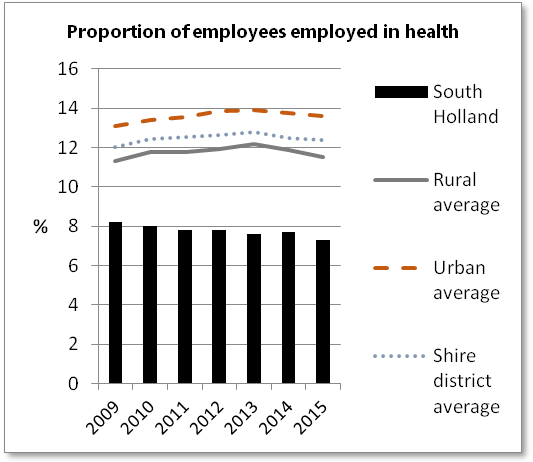 Proportion of employees employed in health
16
14
12
10
8
6
4
2
0
%
2009
2010
2011
2012
2013
2014
2015
South
Holland
Rural
average
Urban
average
Shire
district
average